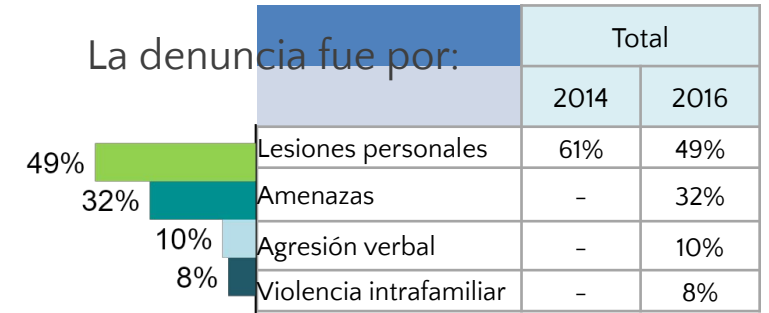 La denuncia fue por:
Total
2014 2016
49% Lesiones personales 61% 49%
32% Amenazas - 32%
10% Agresión verbal - 10%
8% Violencia intrafamiliar - 8%